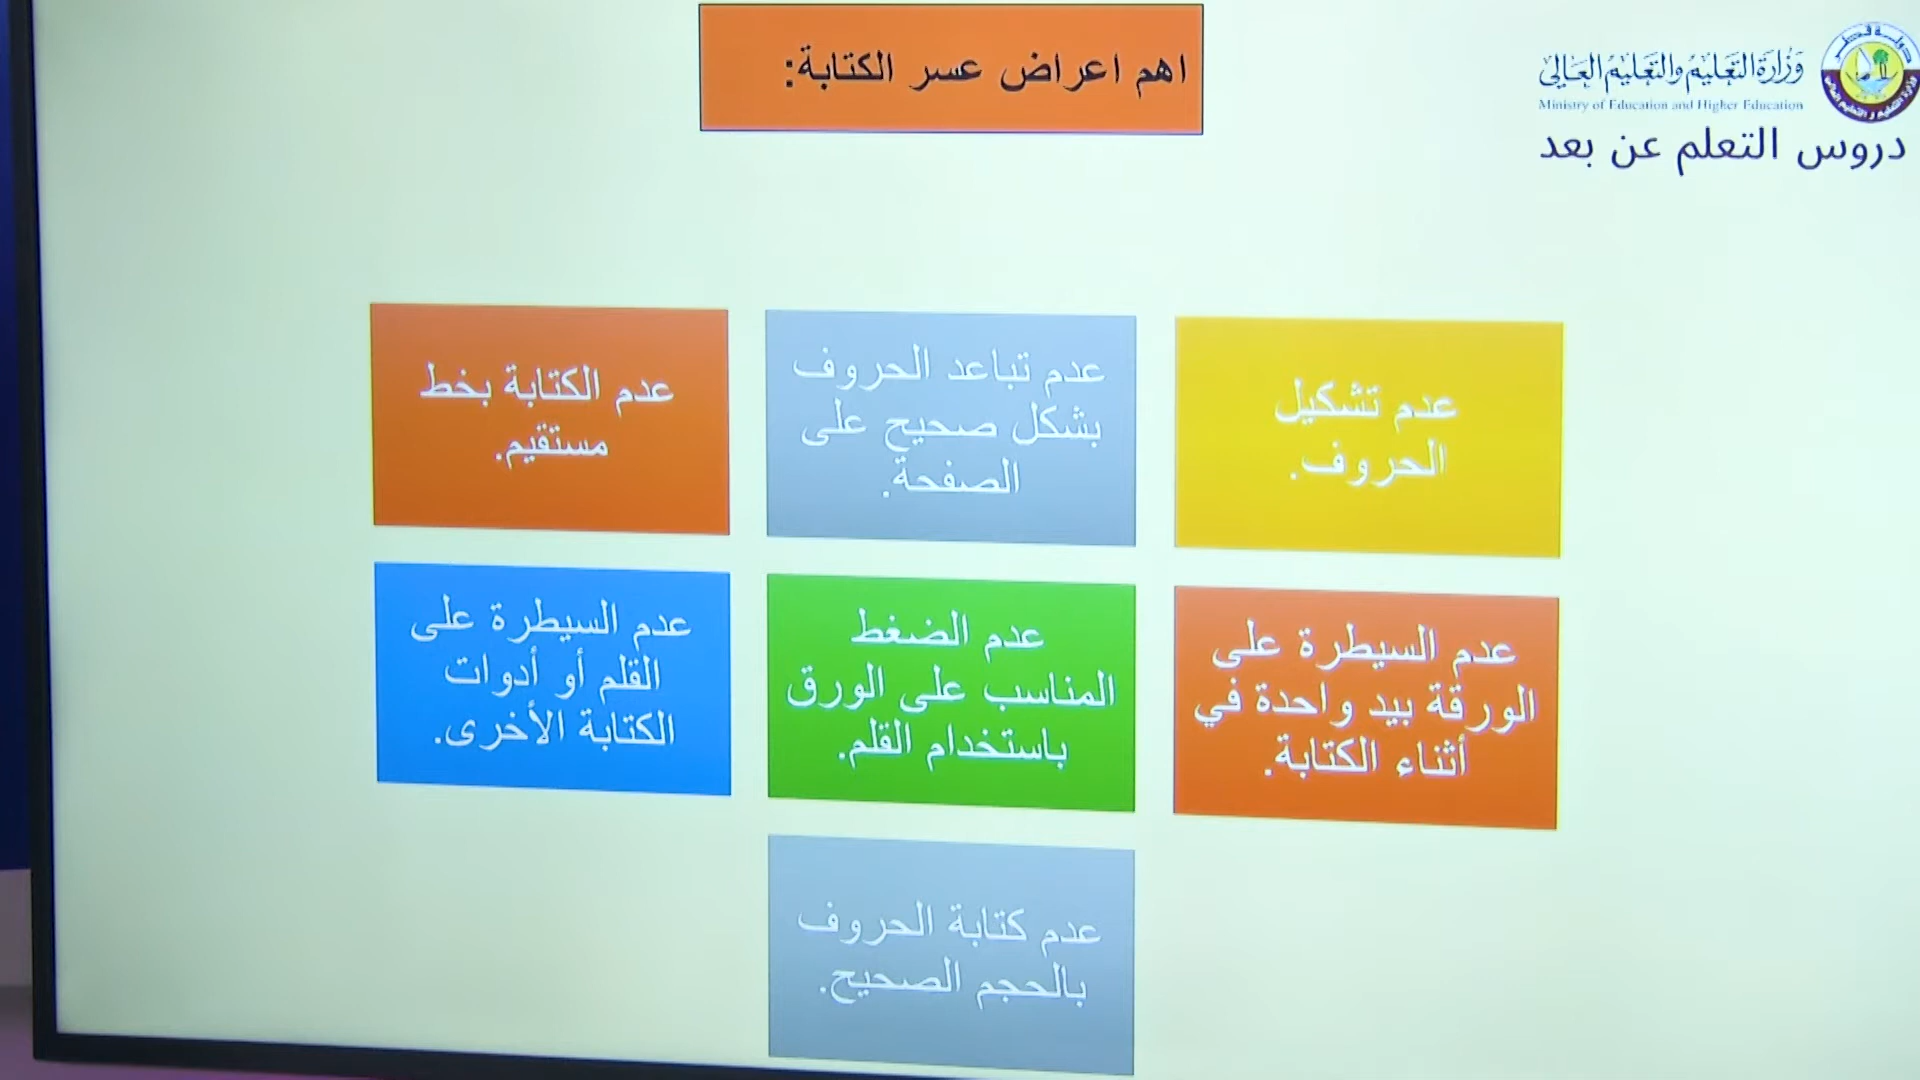 اهم اعراض عسر الكتابة:
وزارة التعليم والتعليم العالي
Ministry of Education and Higher Education
دروس التعلم عن بعد
عدم تشكيل
الحروف.
عدم تباعد الحروف
بشكل صحيح على
الصفحة.
عدم الكتابة بخط
مستقيم.
عدم السيطرة على
الورقة بيد واحدة في
أثناء الكتابة.
عدم الضغط
المناسب على الورق
باستخدام القلم.
عدم السيطرة على
القلم أو أدوات
الكتابة الأخرى.
عدم كتابة الحروف
بالحجم الصحيح.